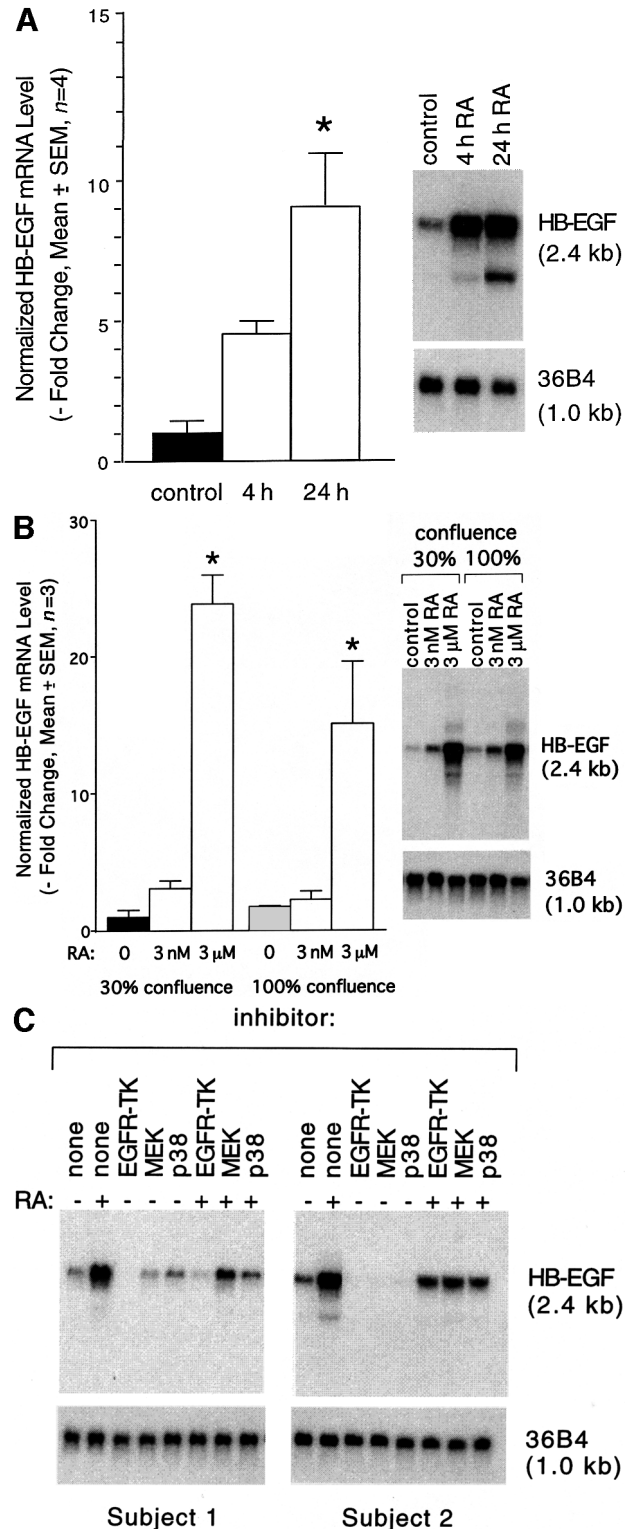 A
Normalized HB-EGF mRNA Level
(- Fold Change, Mean ± SEM, n=4)
15
10
5
0
*
control 4 h 24 h
control
4 h RA
24 h RA
HB-EGF
(2.4 kb)
36B4
(1.0 kb)
B
Normalized HB-EGF mRNA Level
(- Fold Change, Mean ± SEM, n=3)
30
20
10
0
*
*
RA: 0 3 nM 3 µM 0 3 nM 3 µM
30% confluence 100% confluence
confluence
30% 100%
control
3 nM RA
3 µM RA
control
3 nM RA
3 µM RA
HB-EGF
(2.4 kb)
36B4
(1.0 kb)
C
inhibitor:
none
none
EGFR-TK
MEK
p38
EGFR-TK
MEK
p38
none
none
EGFR-TK
MEK
p38
EGFR-TK
MEK
p38
RA: - + - - - + + + - + - - - + + +
HB-EGF
(2.4 kb)
36B4
(1.0 kb)
Subject 1 Subject 2